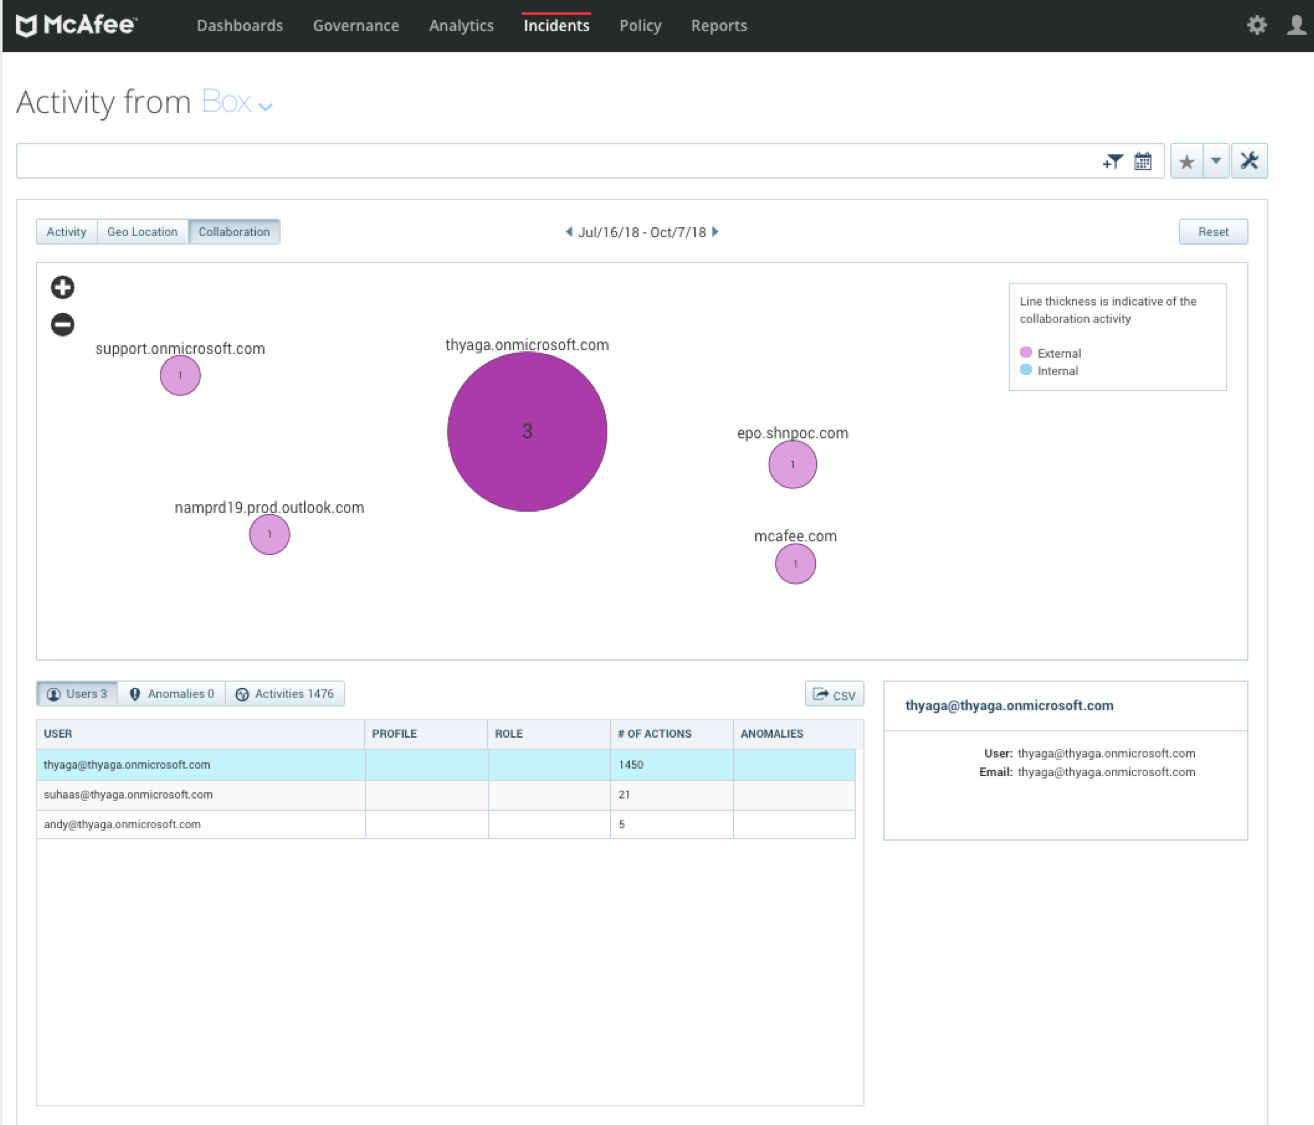 McAfee™ Dashboards Governance Analytics Incidents Policy Reports
Activity from Box
Activity Geo Location Collaboration Jul/16/18 - Oct/7/18 Reset
Line thickness is indicative of the
collaboration activity
External
Internal
support.onmicrosoft.com
1
thyaga.onmicrosoft.com
3
epo.shnpoc.com
1
namprd19.prod.outlook.com
1
mcafee.com
1
Users 3 Anomalies 0 Activities 1476 CSV
USER PROFILE ROLE # OF ACTIONS ANOMALIES
thyaga@thyaga.onmicrosoft.com 1450
suhaas@thyaga.onmicrosoft.com 21
andy@thyaga.onmicrosoft.com 5
thyaga@thyaga.onmicrosoft.com
User: thyaga@thyaga.onmicrosoft.com
Email: thyaga@thyaga.onmicrosoft.com